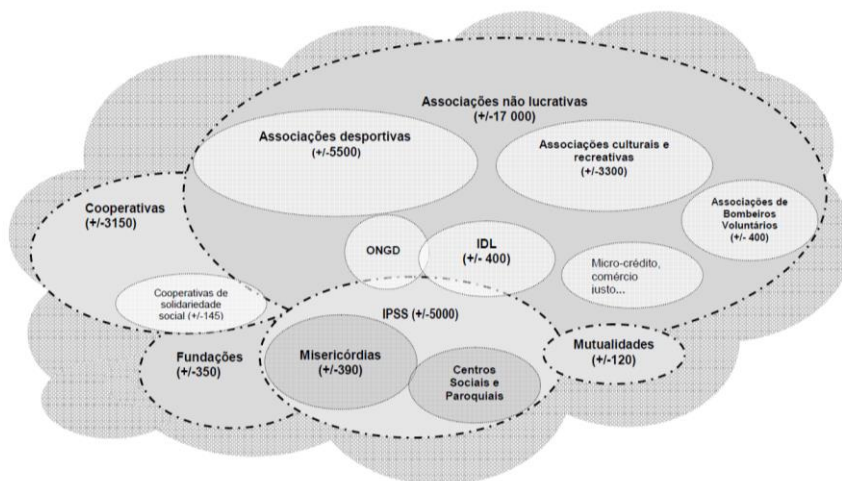 Associações não lucrativas
(+/-17 000)
Associações desportivas
(+/-5500)
Associações culturais e
recreativas
(+/-3300)
Cooperativas
(+/-3150)
Associações de
Bombeiros
Voluntários
(+/- 400)
ONGD
IDL
(+/- 400)
Micro-crédito,
comércio
justo...
Cooperativas de
solidariedade
social (+/-145)
IPSS (+/-5000)
Fundações
(+/-350)
Misericórdias
(+/-390)
Centros
Sociais e
Paroquiais
Mutualidades
(+/-120)